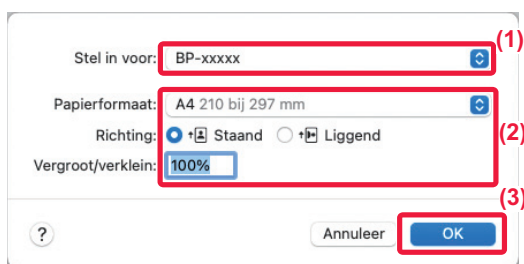 (1)
Stel in voor: BP-xxxxx
Papierformaat: A4 210 bij 297 mm
Richting: Staand Liggend
(2)
Vergroot/verklein: 100%
(3)
? Annuleer OK